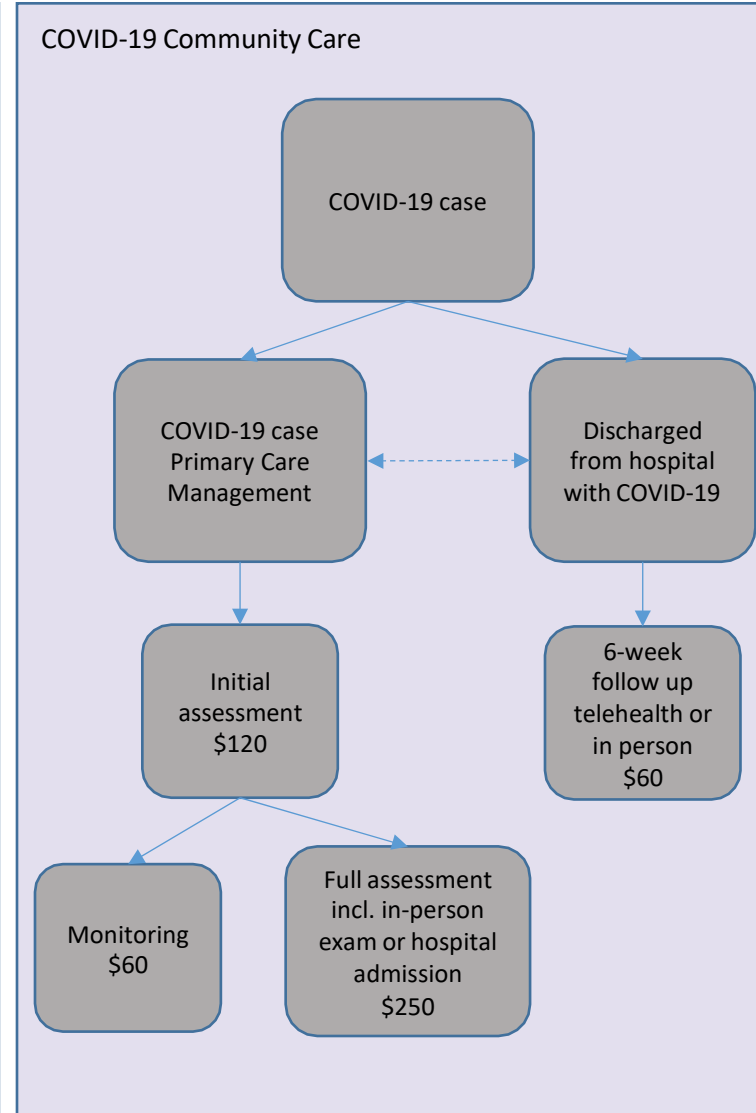 COVID-19 Community Care
COVID-19 case
COVID-19 case
Primary Care
Management
Discharged
from hospital
with COVID-19
Initial
assessment
$120
6-week
follow up
telehealth or
in person
$60
Monitoring
$60
Full assessment
incl. in-person
exam or hospital
admission
$250